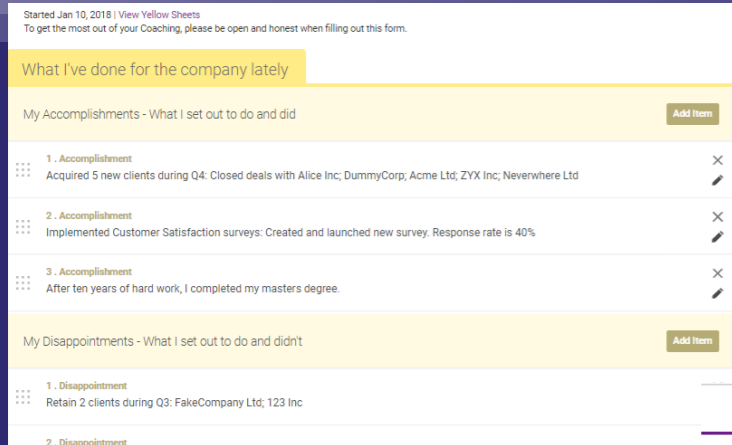 Started Jan 10, 2018 | View Yellow Sheets
To get the most out of your Coaching, please be open and honest when filling out this form.
What I've done for the company lately
My Accomplishments - What I set out to do and did
Add Item
1 . Accomplishment
Acquired 5 new clients during Q4: Closed deals with Alice Inc; DummyCorp; Acme Ltd; ZYX Inc; Neverwhere Ltd
2 . Accomplishment
Implemented Customer Satisfaction surveys: Created and launched new survey. Response rate is 40%
3 . Accomplishment
After ten years of hard work, I completed my masters degree.
My Disappointments - What I set out to do and didn't
Add Item
1 . Disappointment
Retain 2 clients during Q3: FakeCompany Ltd; 123 Inc
2 . Disappointment